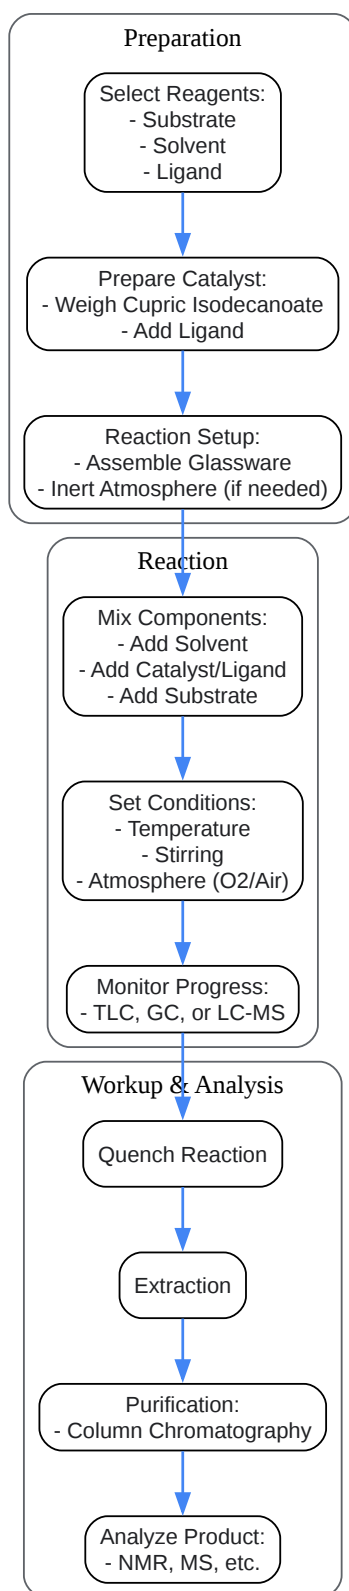 Preparation
Select Reagents:
- Substrate
- Solvent
- Ligand
Prepare Catalyst:
- Weigh Cupric Isodecanoate
- Add Ligand
Reaction Setup:
- Assemble Glassware
- Inert Atmosphere (if needed)
Reaction
Mix Components:
- Add Solvent
- Add Catalyst/Ligand
- Add Substrate
Set Conditions:
- Temperature
- Stirring
- Atmosphere (O2/Air)
Monitor Progress:
- TLC, GC, or LC-MS
Workup & Analysis
Quench Reaction
Extraction
Purification:
- Column Chromatography
Analyze Product:
- NMR, MS, etc.